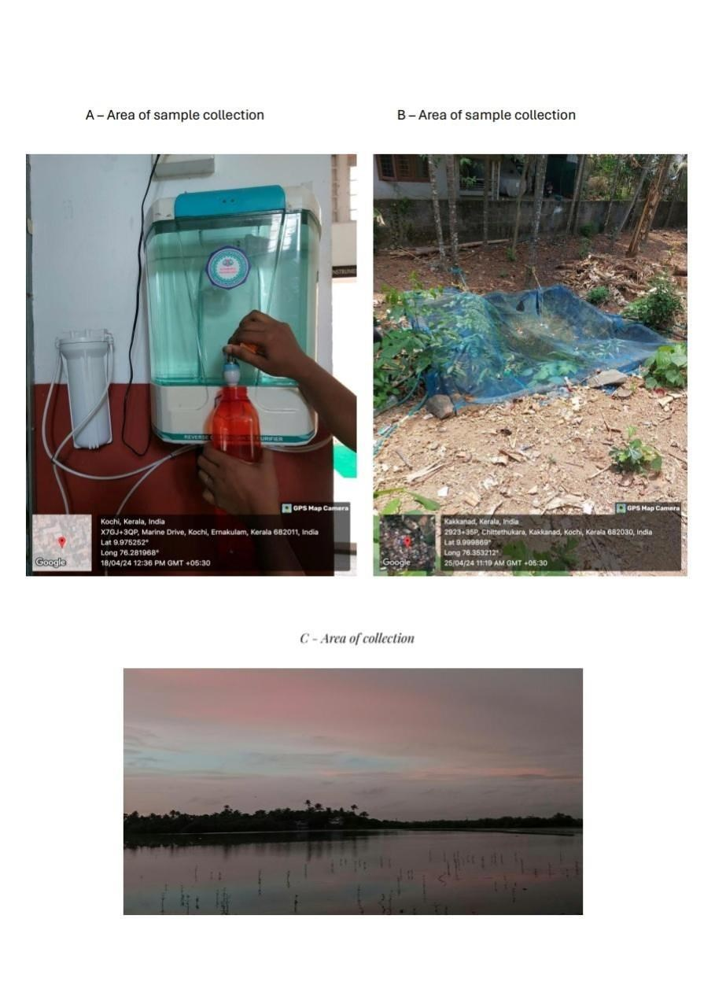 A – Area of sample collection
B – Area of sample collection
INSTRUME
REVERSE
PURIFIER
GPS Map Camera
Kochi, Kerala, India
X7GJ+3QP, Marine Drive, Kochi, Ernakulam, Kerala 682011, India
Lat 9.975252°
Long 76.281968°
18/04/24 12:36 PM GMT +05:30
Google
GPS Map Camera
Kakkanad, Kerala, India
2923+35P, Chittethukara, Kakkanad, Kochi, Kerala 682030, India
Lat 9.999869°
Long 76.353212°
25/04/24 11:19 AM GMT +05:30
Google
C - Area of collection